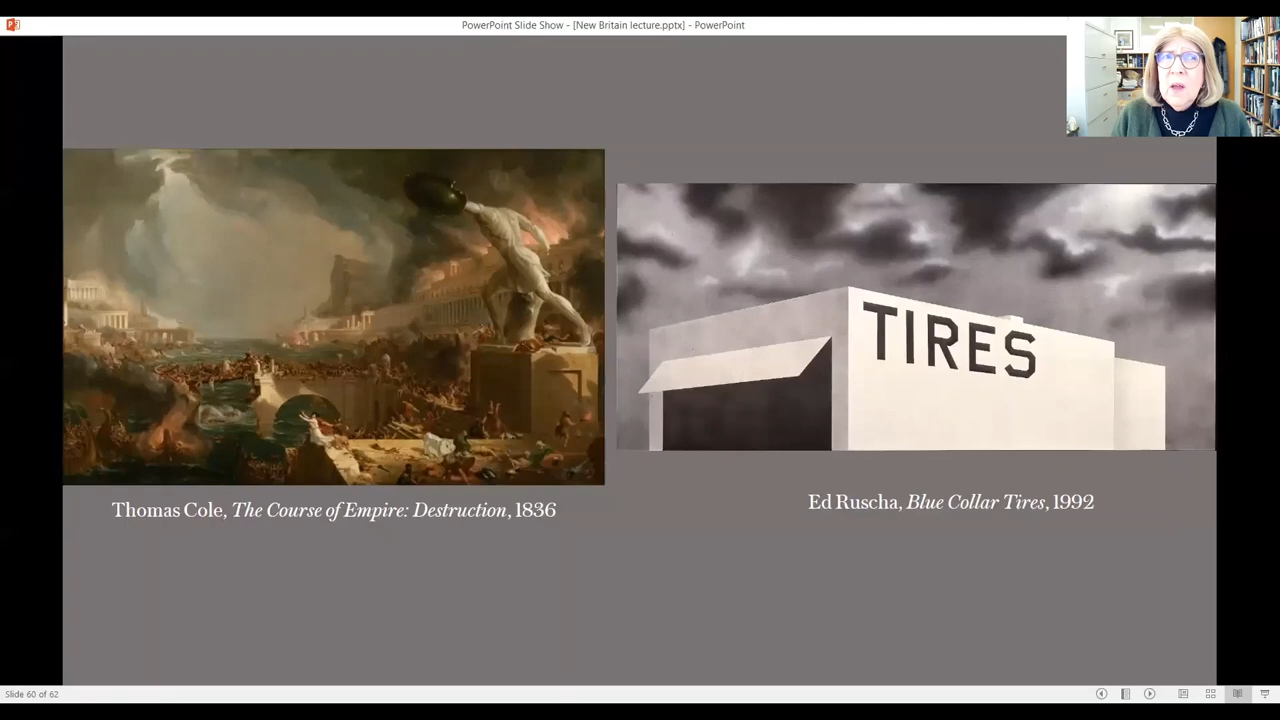 PowerPoint Slide Show - [New Britain lecture.pptx] - PowerPoint
TIRES
Thomas Cole, The Course of Empire: Destruction, 1836
Ed Ruscha, Blue Collar Tires, 1992
Slide 60 of 62